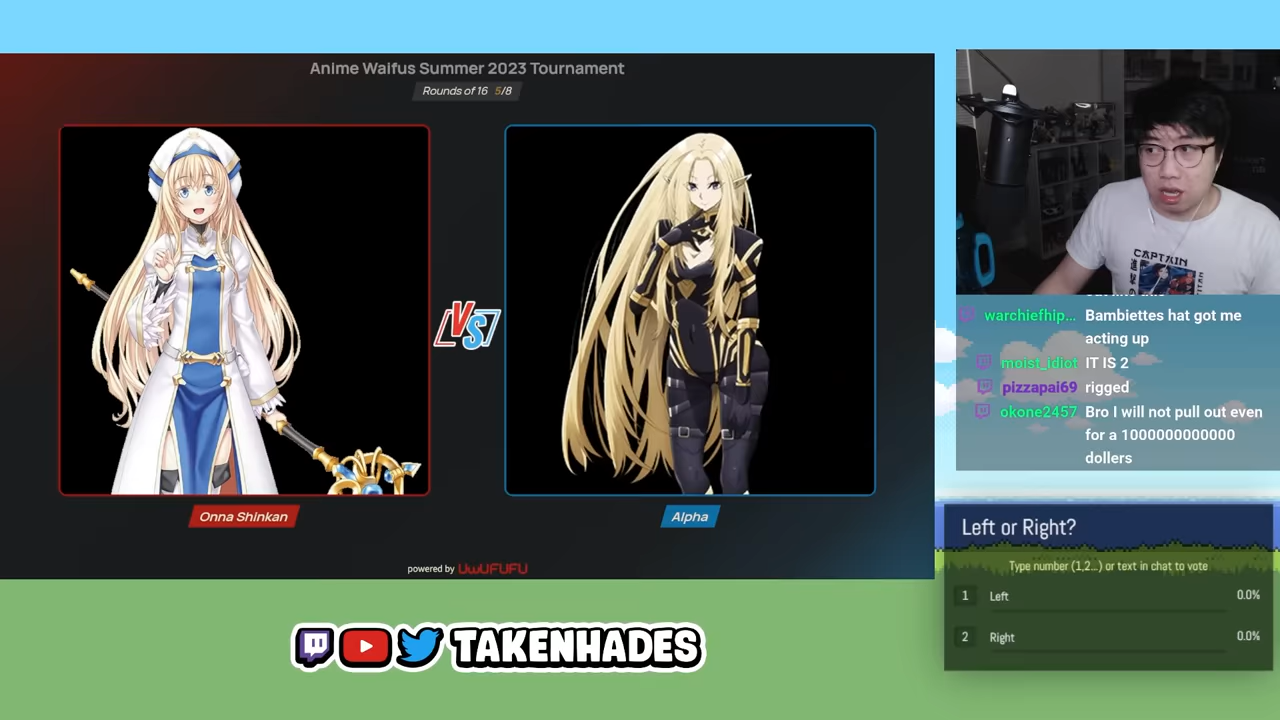 Anime Waifus Summer 2023 Tournament
Rounds of 16 5/8
VS
Onna Shinkan
Alpha
powered by UwUFUFU
TAKENHADES
CAPTAIN
warchiefhip... Bambiettes hat got me
acting up
moist_idiot IT IS 2
pizzapai69 rigged
okone2457 Bro I will not pull out even
for a 1000000000000
dollers
Left or Right?
Type number (1,2...) or text in chat to vote
1 Left 0.0%
2 Right 0.0%